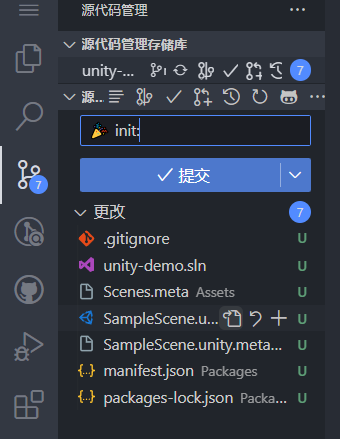 源代码管理
源代码管理存储库
unity-... 7
源...
7
🎉 init:
提交
更改 7
.gitignore U
unity-demo.sln U
Scenes.meta Assets U
SampleScene.u... U
SampleScene.unity.meta... U
manifest.json Packages U
packages-lock.json Packa... U